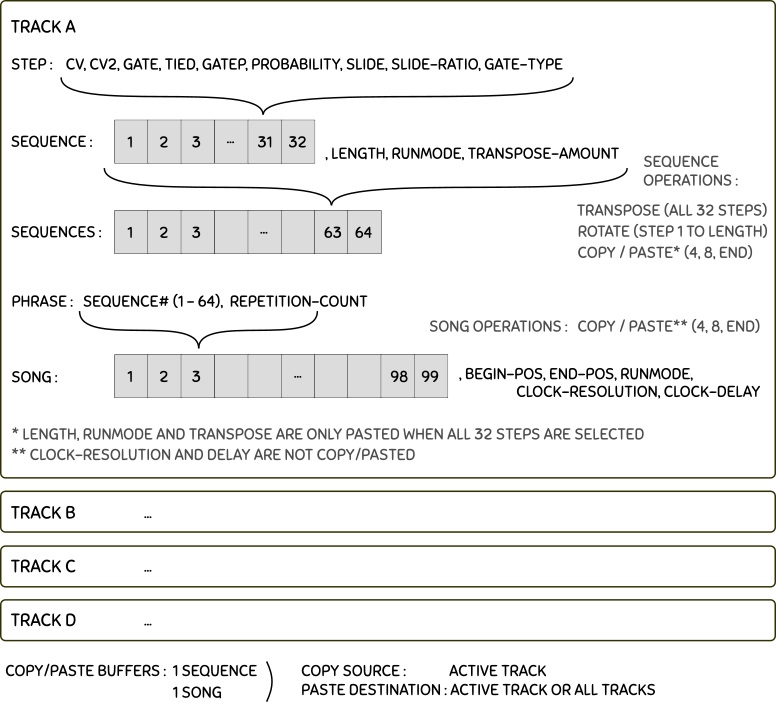 TRACK A
STEP : CV, CV2, GATE, TIED, GATEP, PROBABILITY, SLIDE, SLIDE-RATIO, GATE-TYPE
SEQUENCE : 1 2 3 ... 31 32 , LENGTH, RUNMODE, TRANSPOSE-AMOUNT
SEQUENCE
OPERATIONS :
SEQUENCES : 1 2 3 ... 63 64
TRANSPOSE (ALL 32 STEPS)
ROTATE (STEP 1 TO LENGTH)
COPY / PASTE* (4, 8, END)
PHRASE : SEQUENCE# (1 - 64), REPETITION-COUNT
SONG OPERATIONS : COPY / PASTE** (4, 8, END)
SONG : 1 2 3 ... 98 99 , BEGIN-POS, END-POS, RUNMODE,
CLOCK-RESOLUTION, CLOCK-DELAY
* LENGTH, RUNMODE AND TRANSPOSE ARE ONLY PASTED WHEN ALL 32 STEPS ARE SELECTED
** CLOCK-RESOLUTION AND DELAY ARE NOT COPY/PASTED
TRACK B ...
TRACK C ...
TRACK D ...
COPY/PASTE BUFFERS : 1 SEQUENCE
1 SONG
COPY SOURCE : ACTIVE TRACK
PASTE DESTINATION : ACTIVE TRACK OR ALL TRACKS